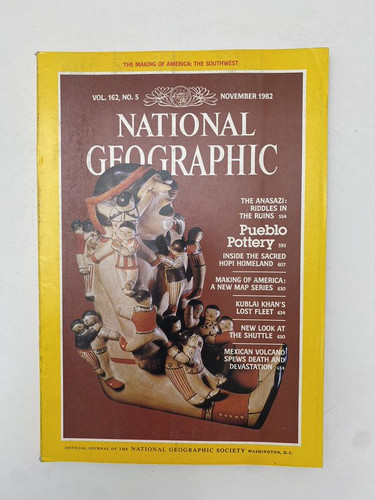 THE MAKING OF AMERICA: THE SOUTHWEST
VOL. 162, NO. 5 NOVEMBER 1982
NATIONAL
GEOGRAPHIC
THE ANASAZI:
RIDDLES IN
THE RUINS 554
Pueblo
Pottery 593
INSIDE THE SACRED
HOPI HOMELAND 607
MAKING OF AMERICA:
A NEW MAP SERIES 630
KUBLAI KHAN'S
LOST FLEET 634
NEW LOOK AT
THE SHUTTLE 650
MEXICAN VOLCANO
SPEWS DEATH AND
DEVASTATION 654
OFFICIAL JOURNAL OF THE NATIONAL GEOGRAPHIC SOCIETY WASHINGTON, D.C.